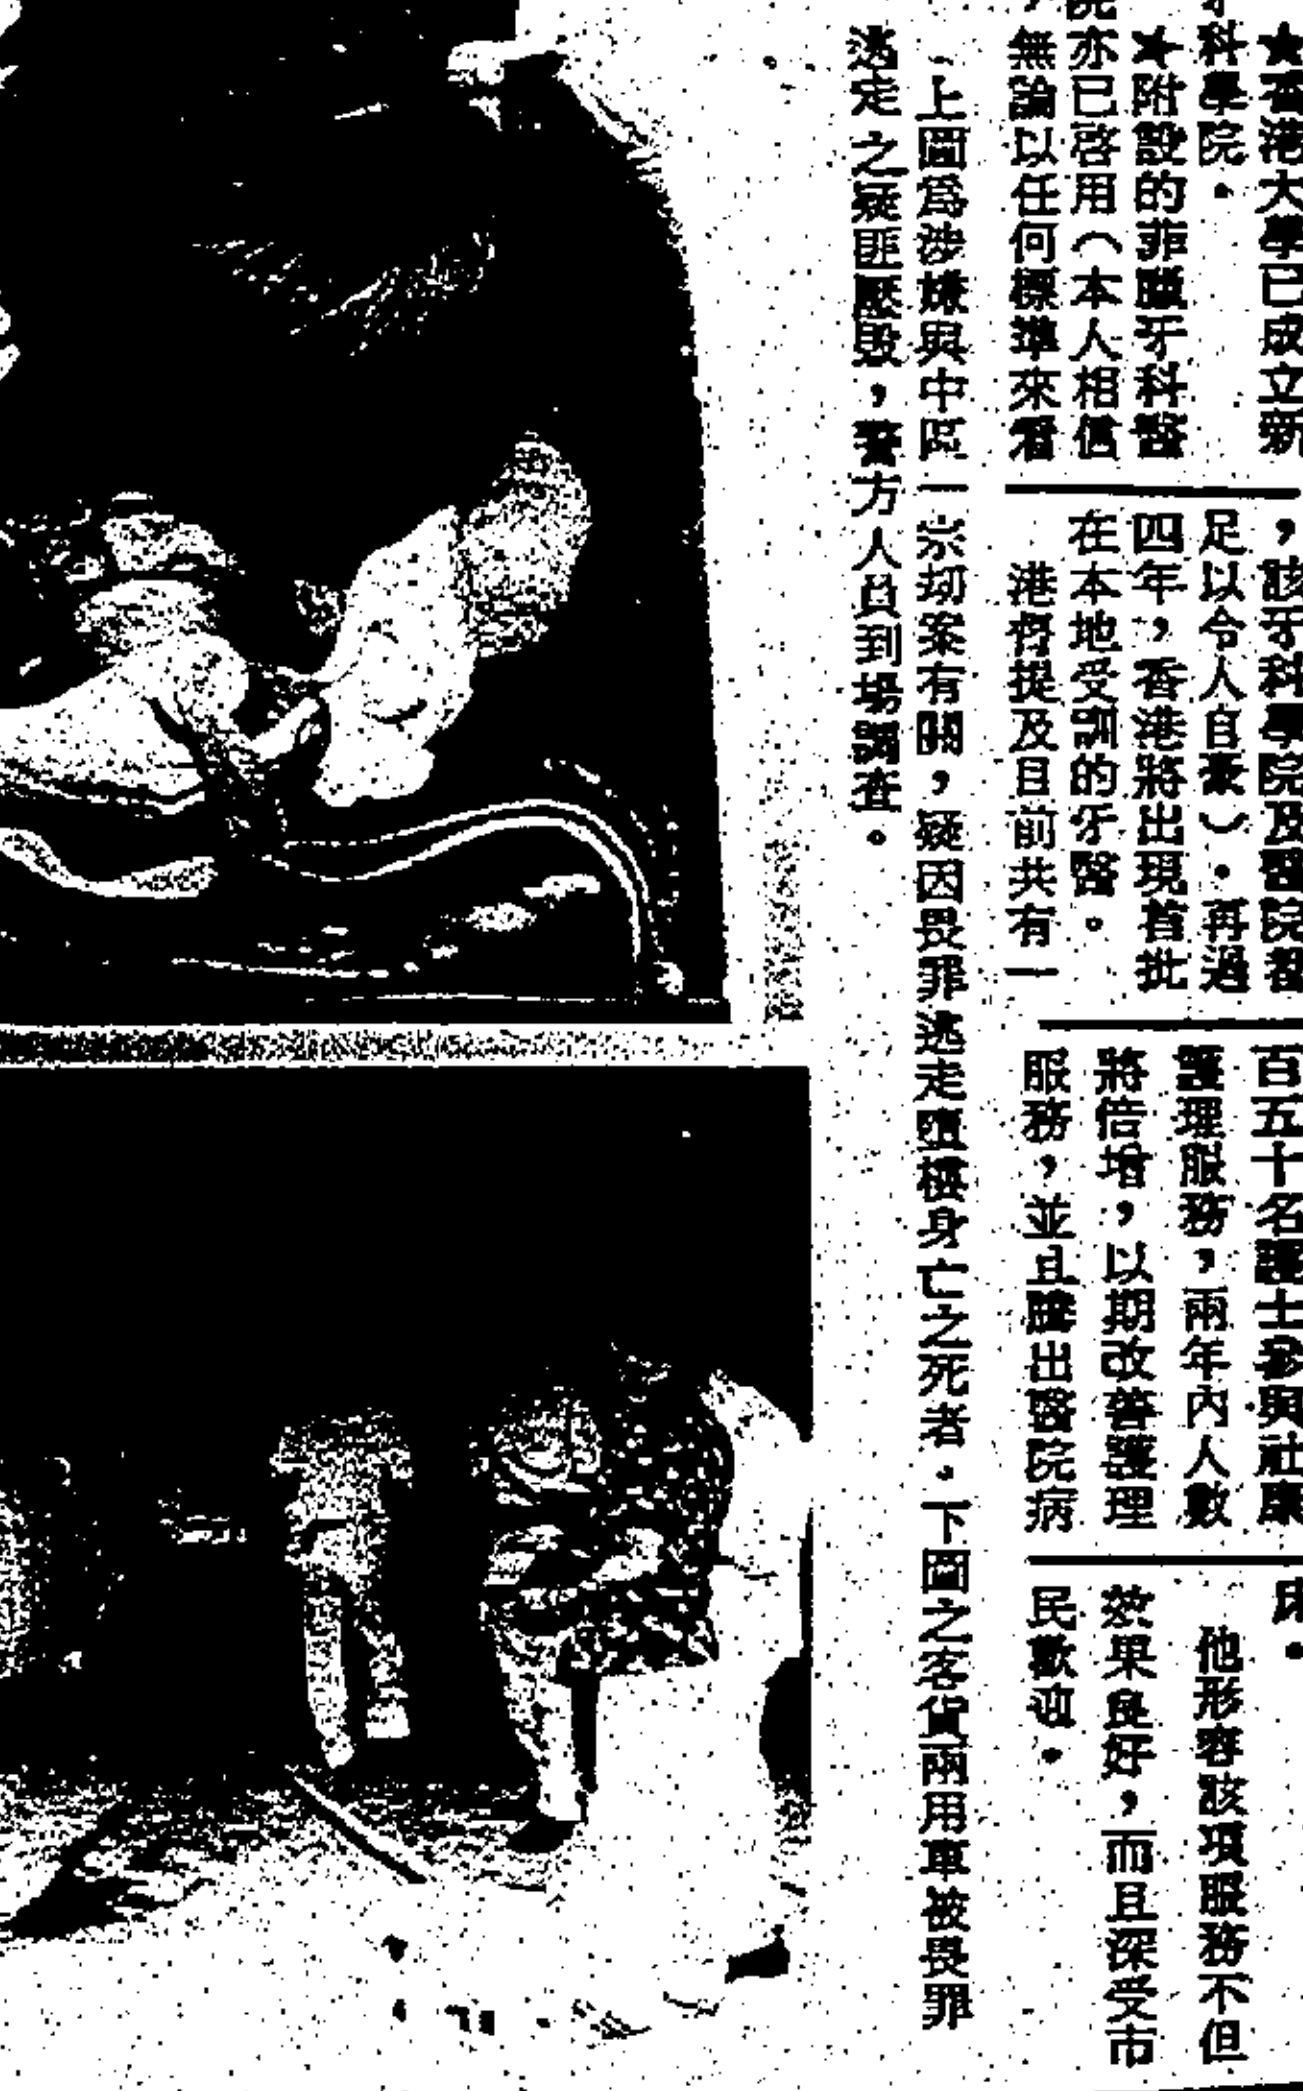 ★香港大學已成立新
牙科學院。
★附設的菲臘牙科醫
院亦已啓用（本人相信
，無論以任何標準來看
，該牙科學院及醫院都
足以令人自豪）。再過
四年，香港將出現首批
在本地受訓的牙醫。
港督提及目前共有一
百五十名護士參與社康
護理服務，兩年內人數
將倍增，以期改善護理
服務，並且騰出醫院病
床。
他形容該項服務不但
效果良好，而且深受市
民歡迎。
上圖爲涉嫌與中區一宗刧案有關，疑因畏罪逃走墮樓身亡之死者。下圖之客貨兩用車被畏罪
逃走之疑匪壓毁，警方人員到場調查。